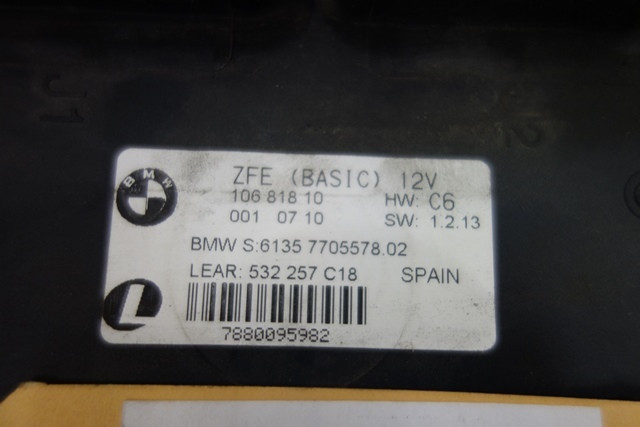 BMW
ZFE (BASIC) 12V
106 818 10 HW: C6
001 07 10 SW: 1.2.13
BMW S:6135 7705578.02
LEAR: 532 257 C18 SPAIN
L
7880095982